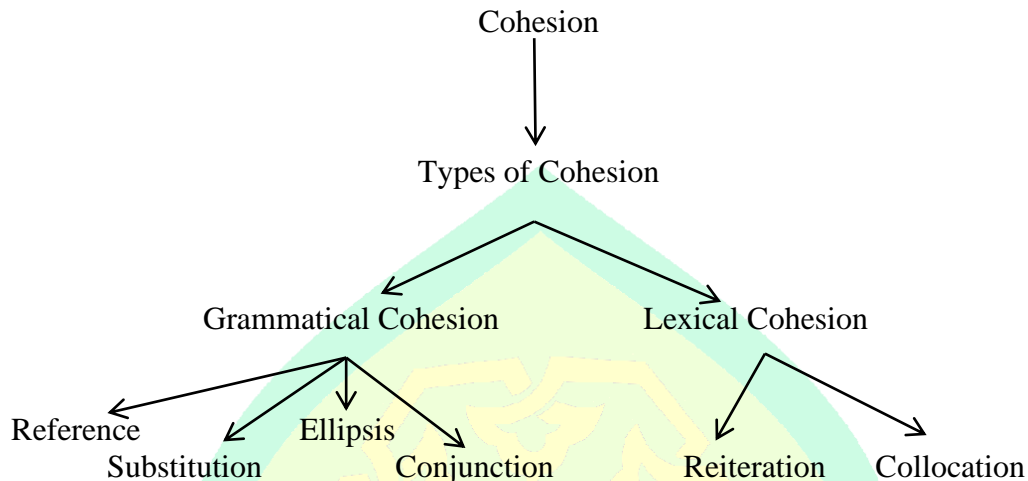 Cohesion
Types of Cohesion
Grammatical Cohesion
Lexical Cohesion
Reference
Substitution
Ellipsis
Conjunction
Reiteration
Collocation